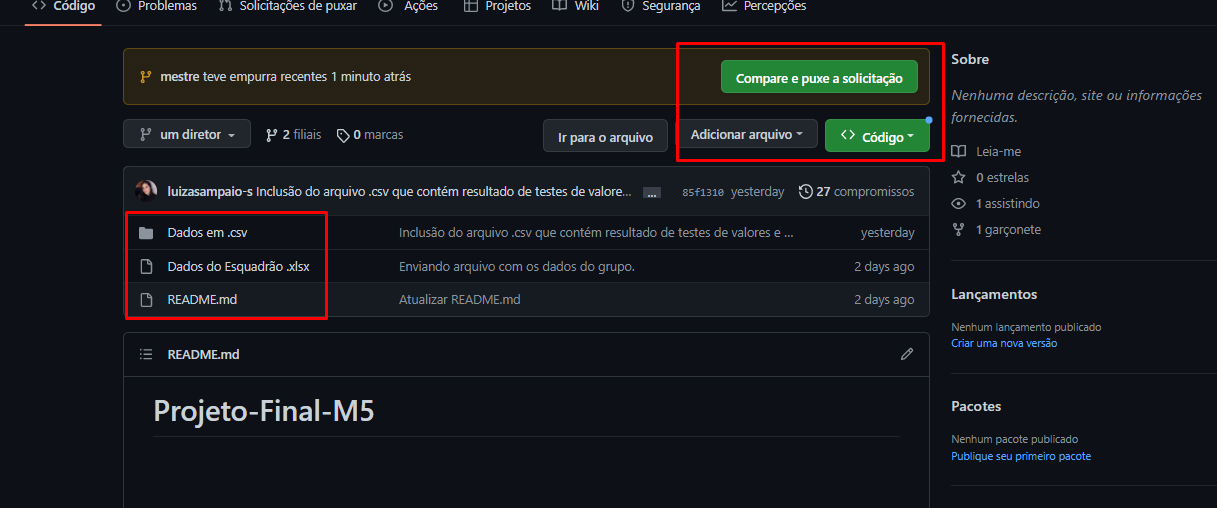 Código Problemas Solicitações de puxar Ações Projetos Wiki Segurança Percepções
mestre teve empurra recentes 1 minuto atrás
Compare e puxe a solicitação
um diretor 2 filiais 0 marcas Ir para o arquivo Adicionar arquivo Código
luizasampaio-s Inclusão do arquivo .csv que contém resultado de testes de valore... ... 85f1310 yesterday 27 compromissos
Dados em .csv Inclusão do arquivo .csv que contém resultado de testes de valores e ... yesterday
Dados do Esquadrão .xlsx Enviando arquivo com os dados do grupo. 2 days ago
README.md Atualizar README.md 2 days ago
README.md
Projeto-Final-M5
Sobre
Nenhuma descrição, site ou informações
fornecidas.
Leia-me
0 estrelas
1 assistindo
1 garçonete
Lançamentos
Nenhum lançamento publicado
Criar uma nova versão
Pacotes
Nenhum pacote publicado
Publique seu primeiro pacote